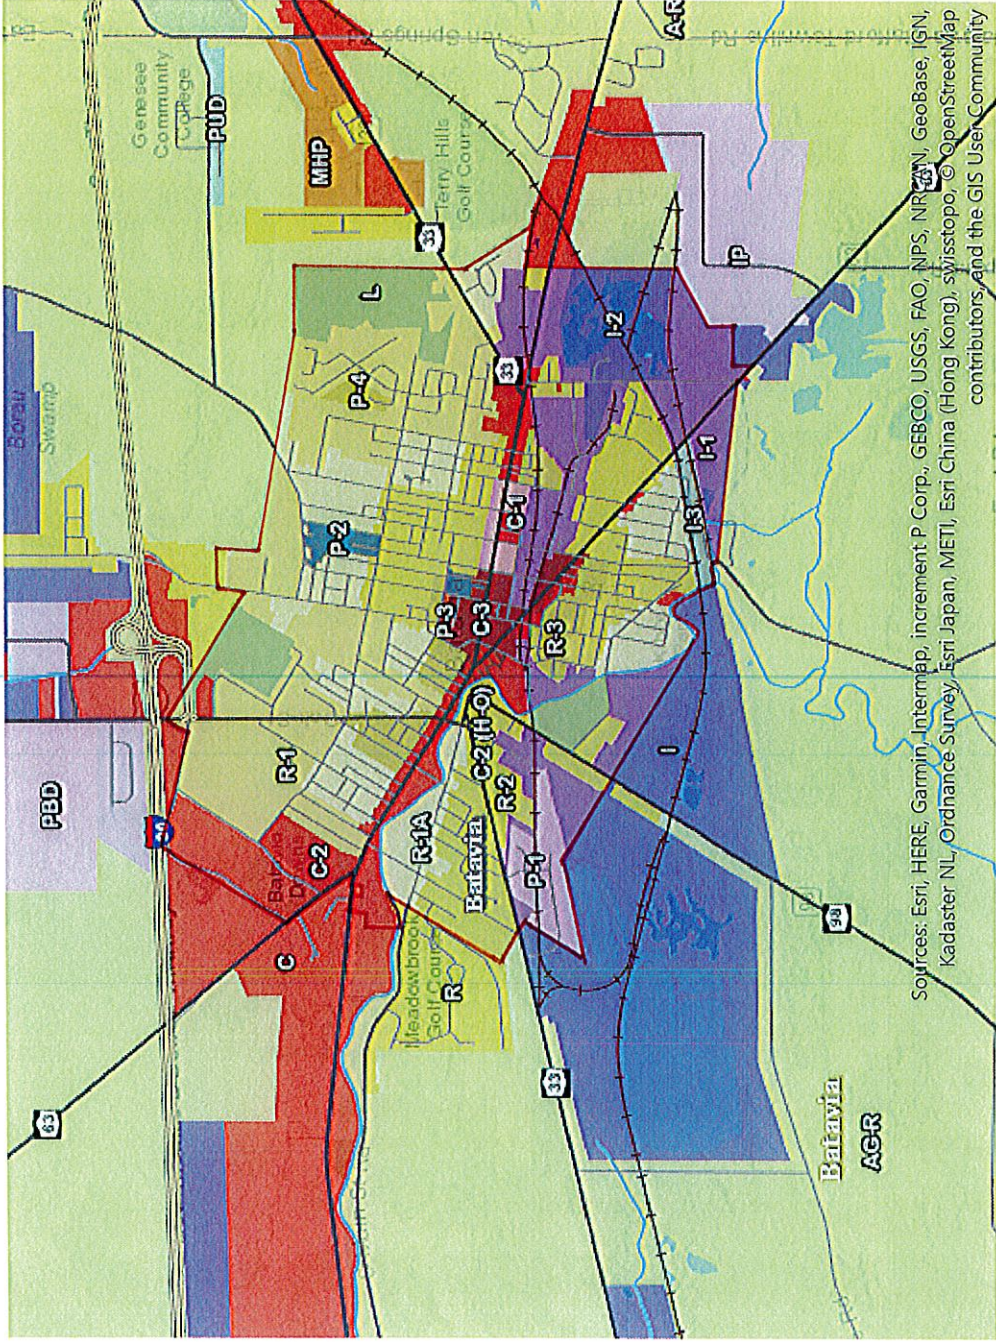 Genesee
Community
College
PUD
MHP
Terry Hills
Golf Course
33
PBD
63
Swamp
L
P-4
P-2
R-1
C-2
C
90
P-3
C-3
C-1
33
I-2
IP
I-1
I-3
R-3
C-2 (H-O)
R-2
R-1A
Batavia
P-1
Meadowbrook
Golf Course
R
I
33
98
63
Batavia
AG-R
Sources: Esri, HERE, Garmin, Intermap, increment P Corp., GEBCO, USGS, FAO, NPS, NRCAN, GeoBase, IGN,
Kadaster NL, Ordnance Survey, Esri Japan, METI, Esri China (Hong Kong), swisstopo, © OpenStreetMap
contributors, and the GIS User Community